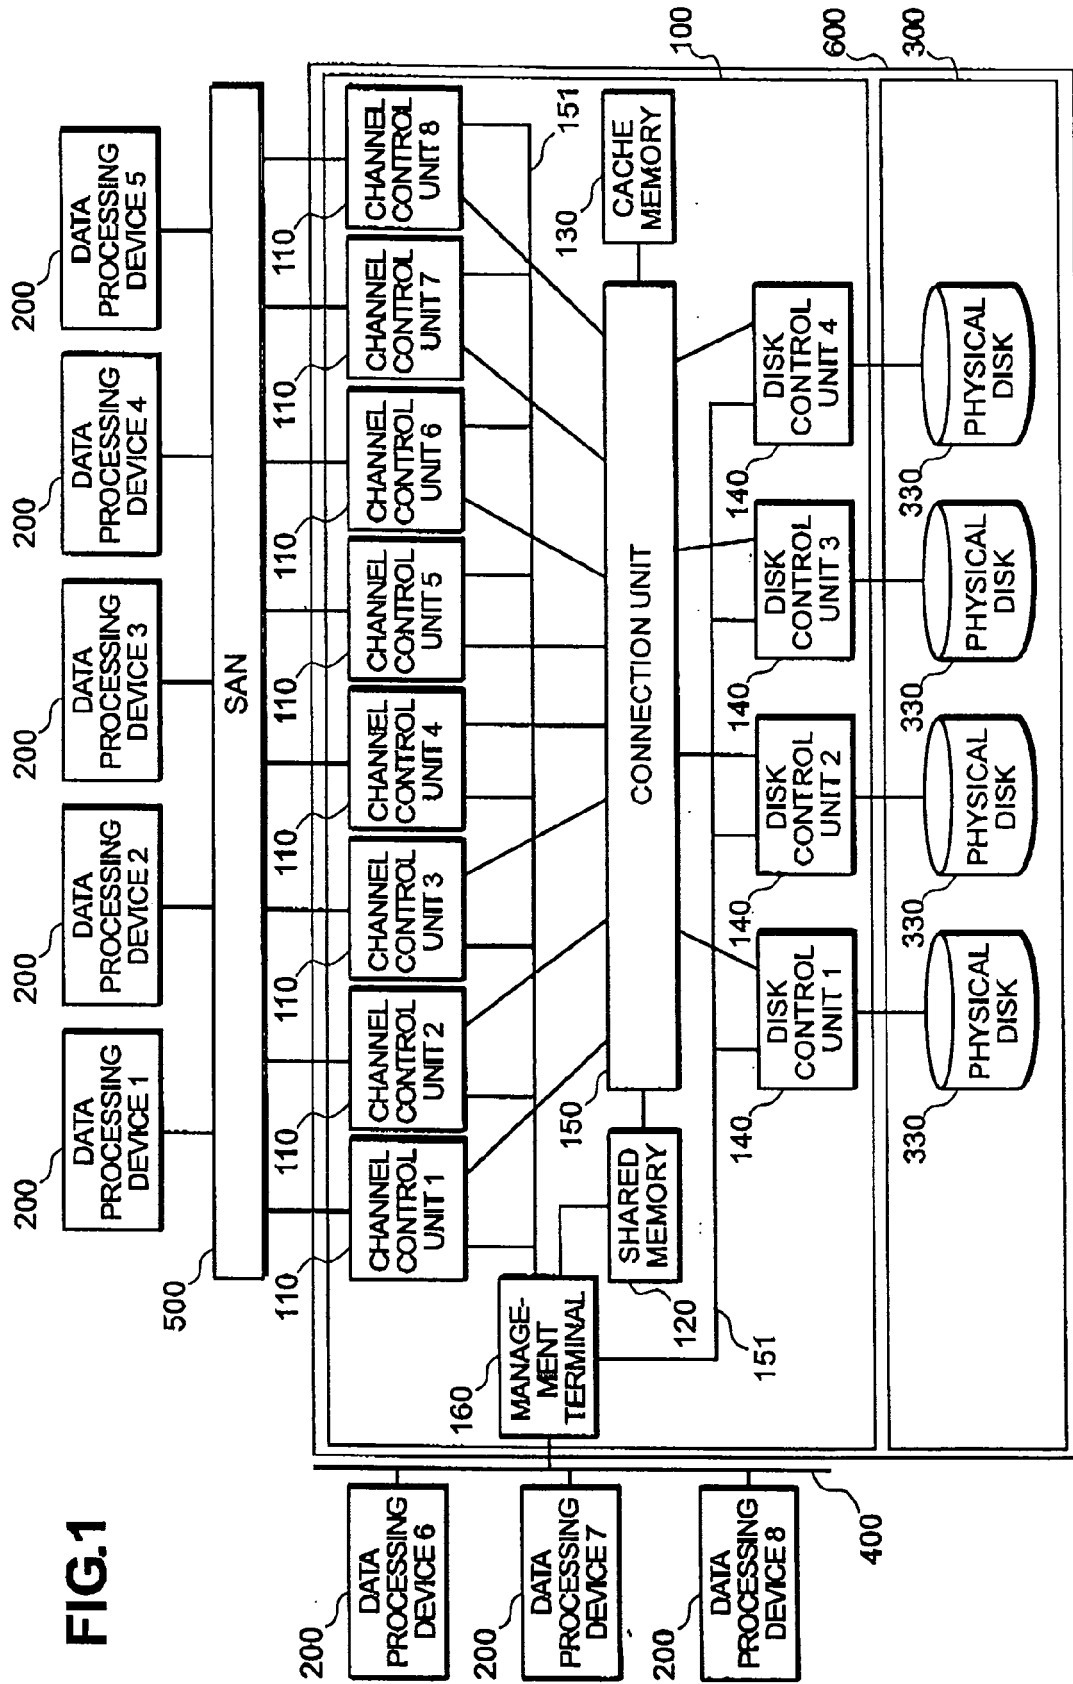 FIG.1
200
200
200
200
200
DATA
PROCESSING
DEVICE 1
DATA
PROCESSING
DEVICE 2
DATA
PROCESSING
DEVICE 3
DATA
PROCESSING
DEVICE 4
DATA
PROCESSING
DEVICE 5
500
SAN
110
110
110
110
110
110
110
110
100
600
300
CHANNEL
CONTROL
UNIT 1
CHANNEL
CONTROL
UNIT 2
CHANNEL
CONTROL
UNIT 3
CHANNEL
CONTROL
UNIT 4
CHANNEL
CONTROL
UNIT 5
CHANNEL
CONTROL
UNIT 6
CHANNEL
CONTROL
UNIT 7
CHANNEL
CONTROL
UNIT 8
151
200
DATA
PROCESSING
DEVICE 6
200
DATA
PROCESSING
DEVICE 7
200
DATA
PROCESSING
DEVICE 8
400
160
MANAGE-
MENT
TERMINAL
SHARED
MEMORY
120
150
CONNECTION UNIT
130
CACHE
MEMORY
151
140
140
140
140
DISK
CONTROL
UNIT 1
DISK
CONTROL
UNIT 2
DISK
CONTROL
UNIT 3
DISK
CONTROL
UNIT 4
330
330
330
330
PHYSICAL
DISK
PHYSICAL
DISK
PHYSICAL
DISK
PHYSICAL
DISK